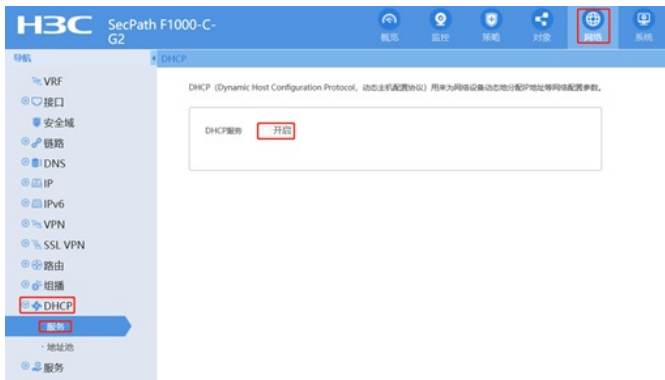 H3C SecPath F1000-C-G2
概览 监控 策略 对象 网络 系统
导航
DHCP
VRF
接口
安全域
链路
DNS
IP
IPv6
VPN
SSL VPN
路由
组播
DHCP
服务
地址池
服务
DHCP（Dynamic Host Configuration Protocol，动态主机配置协议）用来为网络设备动态地分配IP地址等网络配置参数。
DHCP服务 开启